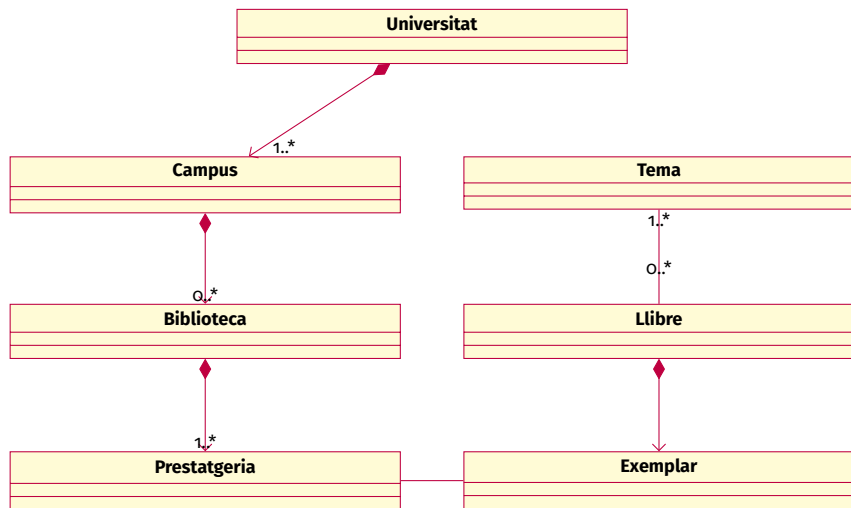 Universitat
1..*
Campus
Tema
1..*
0..*
0..*
Biblioteca
Llibre
1..*
Prestatgeria
Exemplar